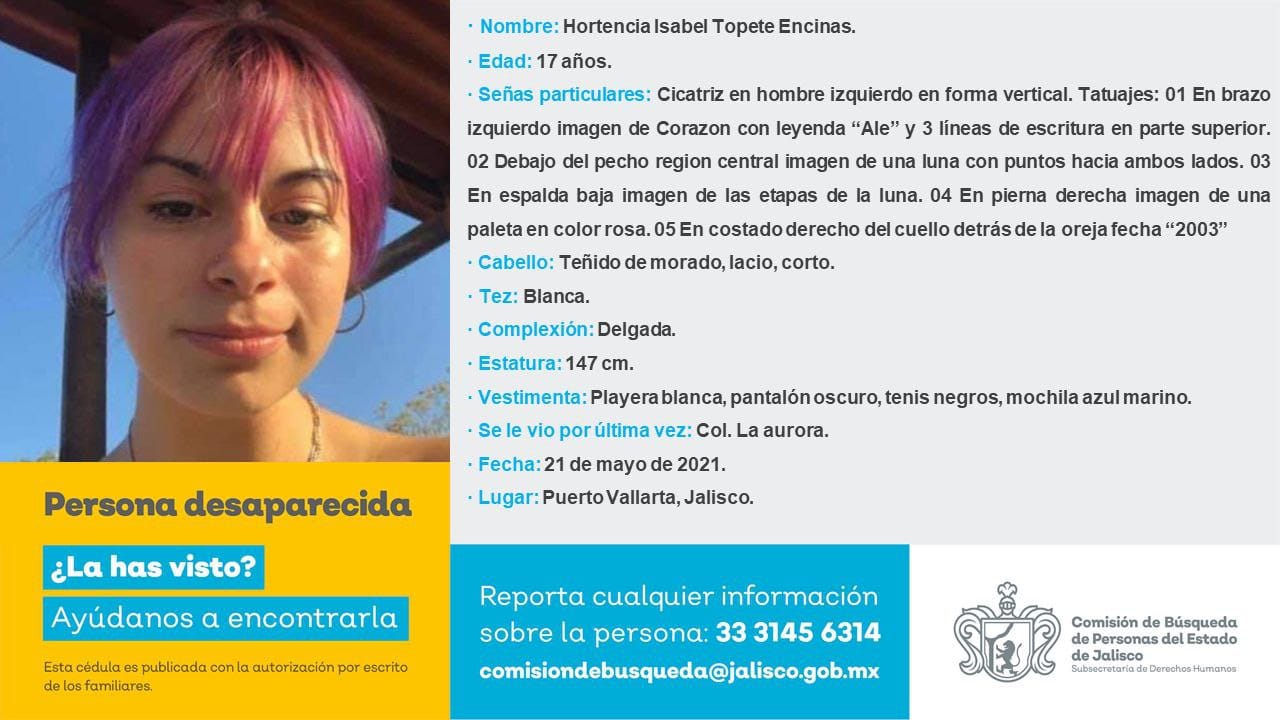 · Nombre: Hortencia Isabel Topete Encinas.
· Edad: 17 años.
· Señas particulares: Cicatriz en hombre izquierdo en forma vertical. Tatuajes: 01 En brazo
izquierdo imagen de Corazon con leyenda “Ale” y 3 líneas de escritura en parte superior.
02 Debajo del pecho region central imagen de una luna con puntos hacia ambos lados. 03
En espalda baja imagen de las etapas de la luna. 04 En pierna derecha imagen de una
paleta en color rosa. 05 En costado derecho del cuello detrás de la oreja fecha “2003”
· Cabello: Teñido de morado, lacio, corto.
· Tez: Blanca.
· Complexión: Delgada.
· Estatura: 147 cm.
· Vestimenta: Playera blanca, pantalón oscuro, tenis negros, mochila azul marino.
· Se le vio por última vez: Col. La aurora.
· Fecha: 21 de mayo de 2021.
· Lugar: Puerto Vallarta, Jalisco.
Persona desaparecida
¿La has visto?
Ayúdanos a encontrarla
Esta cédula es publicada con la autorización por escrito
de los familiares.
Reporta cualquier información
sobre la persona: 33 3145 6314
comisiondebusqueda@jalisco.gob.mx
Comisión de Búsqueda
de Personas del Estado
de Jalisco
Subsecretaría de Derechos Humanos